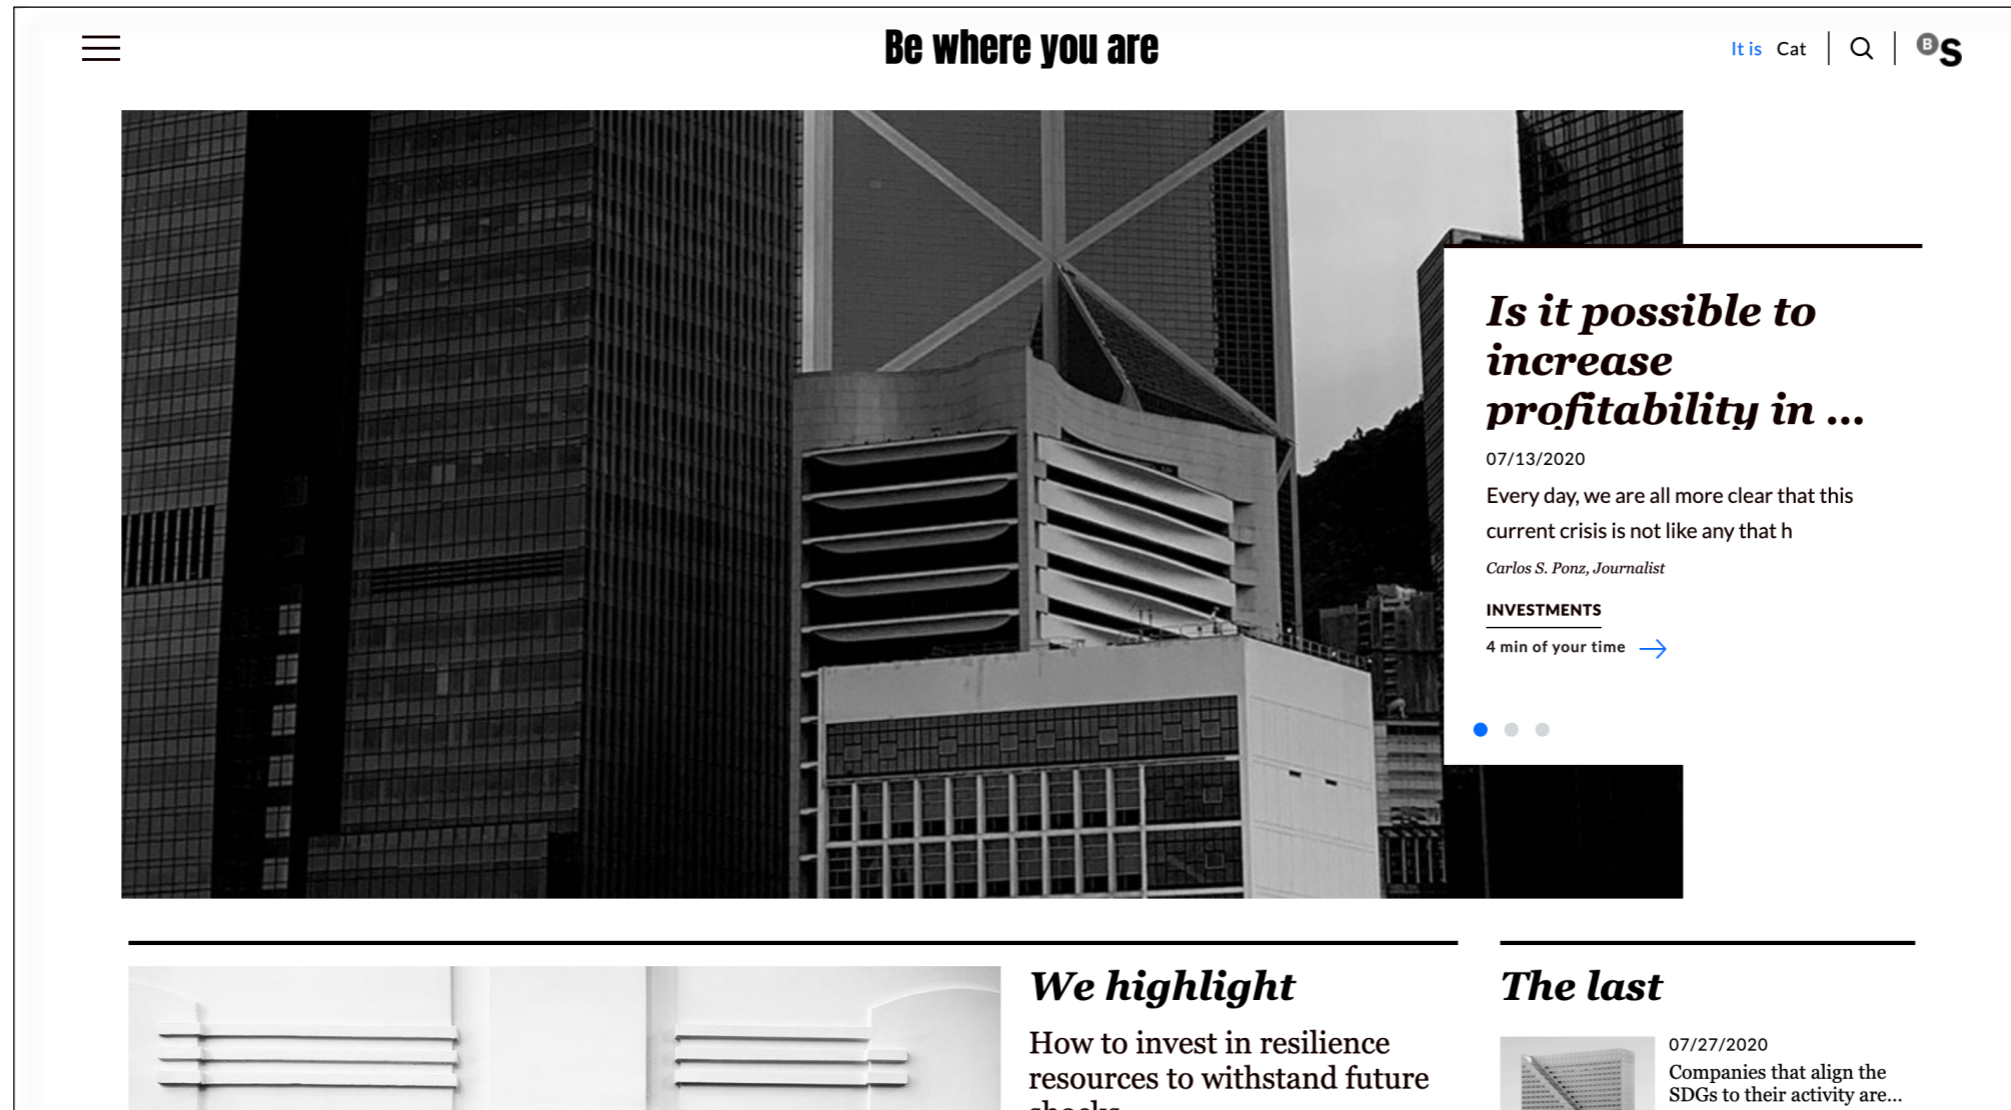 Be where you are
It is Cat
BS
Is it possible to
increase
profitability in ...
07/13/2020
Every day, we are all more clear that this
current crisis is not like any that h
Carlos S. Ponz, Journalist
INVESTMENTS
4 min of your time
We highlight
How to invest in resilience
resources to withstand future
shocks
The last
07/27/2020
Companies that align the
SDGs to their activity are...